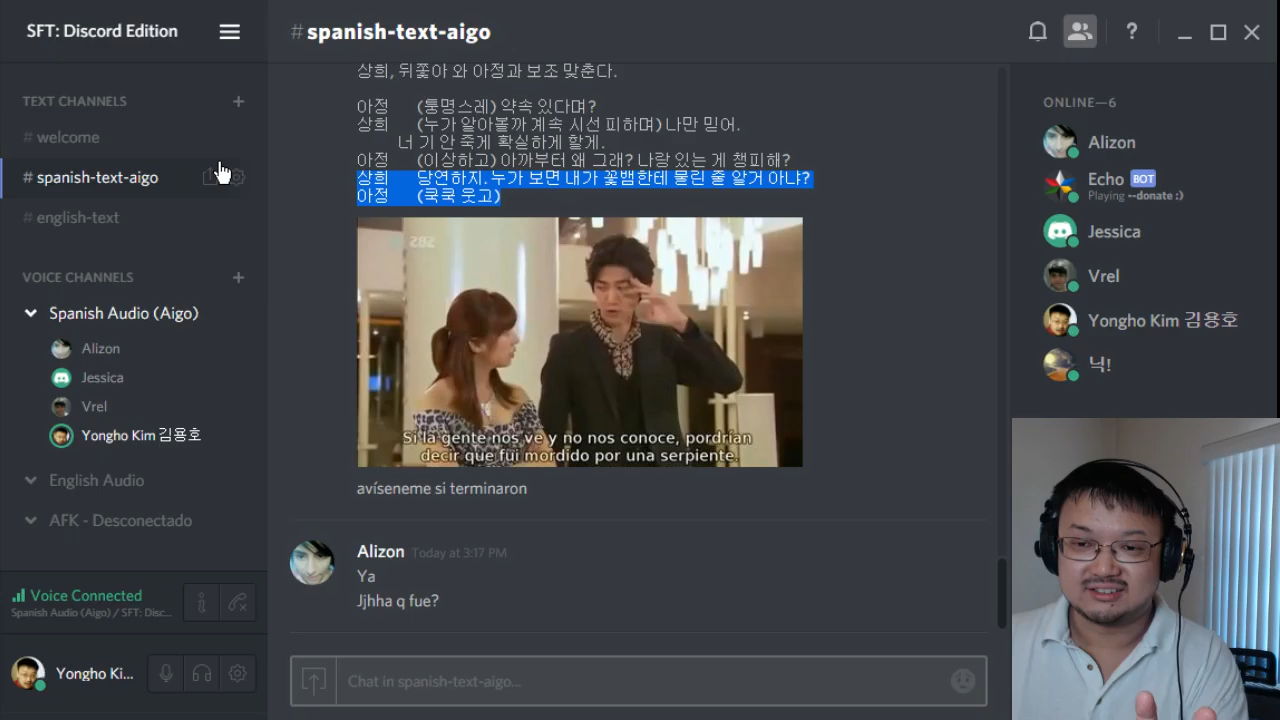 SFT: Discord Edition
TEXT CHANNELS
# welcome
# spanish-text-aigo
# english-text
VOICE CHANNELS
Spanish Audio (Aigo)
Alizon
Jessica
Vrel
Yongho Kim 김용호
English Audio
AFK - Desconectado
Voice Connected
Spanish Audio (Aigo) / SFT: Disc...
Yongho Ki...
# spanish-text-aigo
상희, 뒤쫓아 와 아정과 보조 맞춘다.
아정 (퉁명스레) 약속 있다며?
상희 (누가 알아볼까 계속 시선 피하며) 나만 믿어.
너 기 안 죽게 확실하게 할게.
아정 (이상하고) 아까부터 왜 그래? 나랑 있는 게 챙피해?
상희 당연하지. 누가 보면 내가 꽃뱀한테 물린 줄 알거 아냐?
아정 (쿡쿡 웃고)
SBS
Si la gente nos ve y no nos conoce, pordrían
decir que fui mordido por una serpiente.
avíseneme si terminaron
Alizon Today at 3:17 PM
Ya
Jjhha q fue?
Chat in spanish-text-aigo...
?
ONLINE—6
Alizon
Echo BOT
Playing --donate :)
Jessica
Vrel
Yongho Kim 김용호
닉!